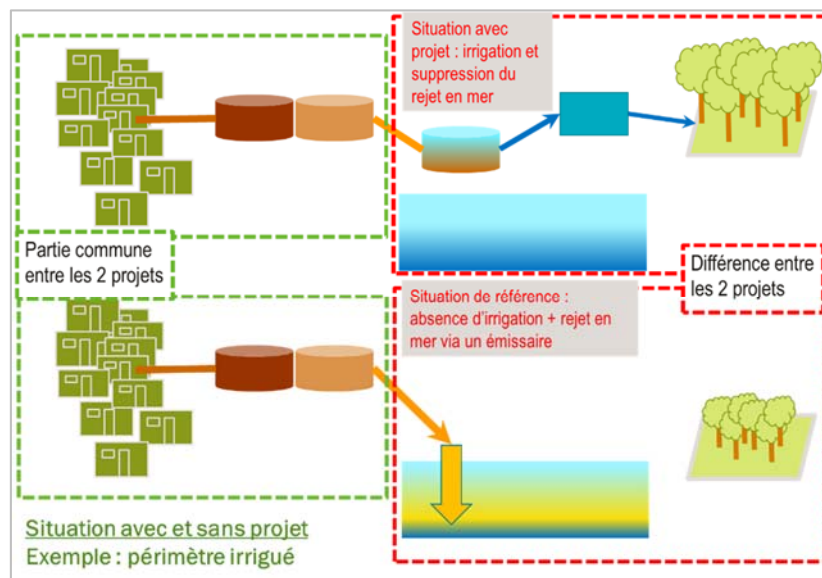 Situation avec
projet : irrigation et
suppression du
rejet en mer
Partie commune
entre les 2 projets
Différence entre
les 2 projets
Situation de référence :
absence d'irrigation + rejet en
mer via un émissaire
Situation avec et sans projet
Exemple : périmètre irrigué